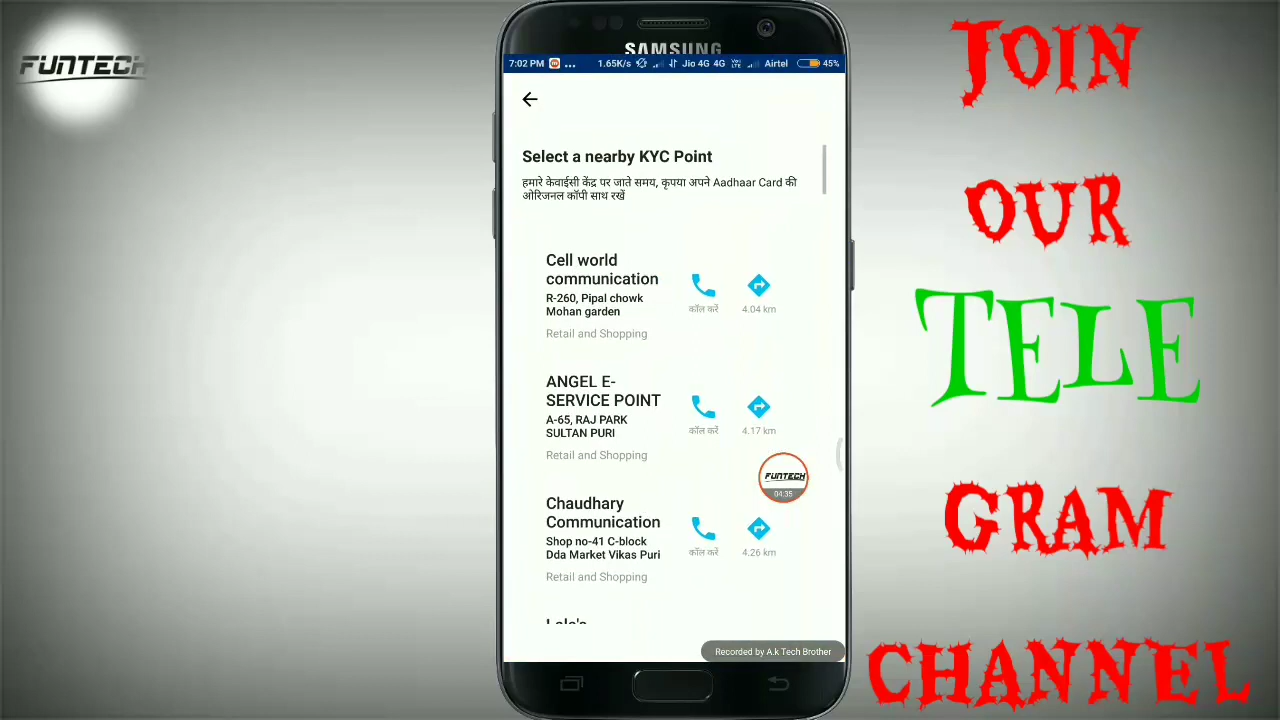 FUNTECH
SAMSUNG
7:02 PM ... 1.65K/s Jio 4G 4G Airtel 45%
Select a nearby KYC Point
हमारे केवाईसी केंद्र पर जाते समय, कृपया अपने Aadhaar Card की
ओरिजनल कॉपी साथ रखें
Cell world
communication
R-260, Pipal chowk
Mohan garden
Retail and Shopping
कॉल करें
4.04 km
ANGEL E-
SERVICE POINT
A-65, RAJ PARK
SULTAN PURI
Retail and Shopping
कॉल करें
4.17 km
FUNTECH
04:35
Chaudhary
Communication
Shop no-41 C-block
Dda Market Vikas Puri
Retail and Shopping
कॉल करें
4.26 km
Recorded by A.k Tech Brother
JOIN
OUR
TELE
GRAM
CHANNEL